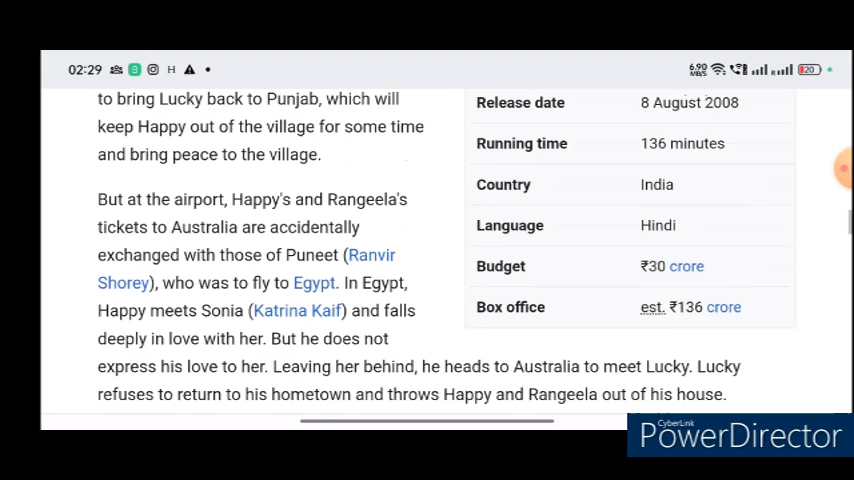 02:29
6.90 MB/S
20
to bring Lucky back to Punjab, which will
keep Happy out of the village for some time
and bring peace to the village.
But at the airport, Happy's and Rangeela's
tickets to Australia are accidentally
exchanged with those of Puneet (Ranvir
Shorey), who was to fly to Egypt. In Egypt,
Happy meets Sonia (Katrina Kaif) and falls
deeply in love with her. But he does not
express his love to her. Leaving her behind, he heads to Australia to meet Lucky. Lucky
refuses to return to his hometown and throws Happy and Rangeela out of his house.
Release date 8 August 2008
Running time 136 minutes
Country India
Language Hindi
Budget ₹30 crore
Box office est. ₹136 crore
CyberLink
PowerDirector